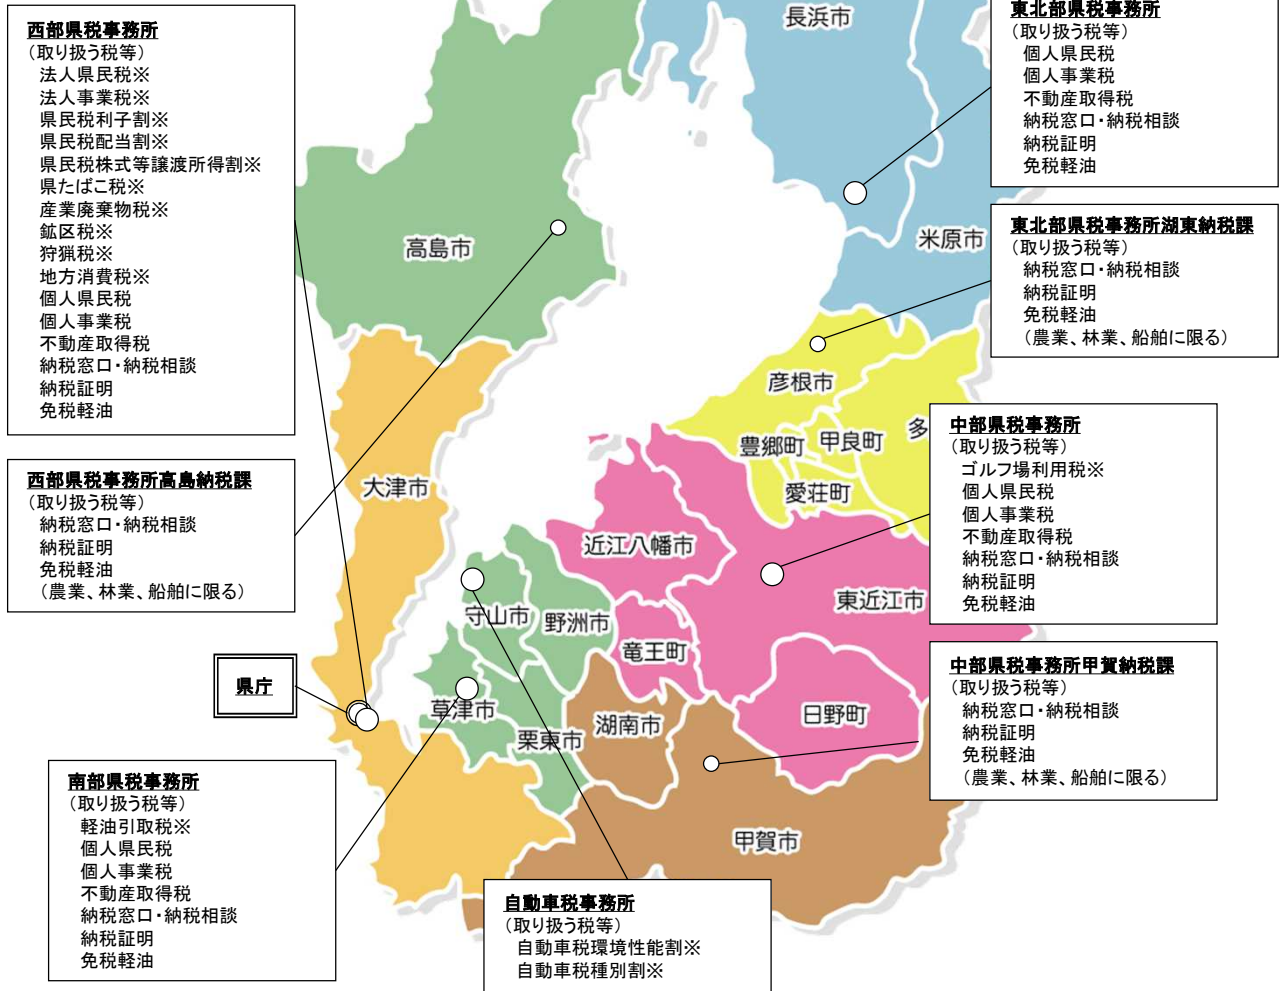 西部県税事務所
(取り扱う税等)
法人県民税※
法人事業税※
県民税利子割※
県民税配当割※
県民税株式等譲渡所得割※
県たばこ税※
産業廃棄物税※
鉱区税※
狩猟税※
地方消費税※
個人県民税
個人事業税
不動産取得税
納税窓口・納税相談
納税証明
免税軽油
西部県税事務所高島納税課
(取り扱う税等)
納税窓口・納税相談
納税証明
免税軽油
(農業、林業、船舶に限る)
県庁
南部県税事務所
(取り扱う税等)
軽油引取税※
個人県民税
個人事業税
不動産取得税
納税窓口・納税相談
納税証明
免税軽油
自動車税事務所
(取り扱う税等)
自動車税環境性能割※
自動車税種別割※
東北部県税事務所
(取り扱う税等)
個人県民税
個人事業税
不動産取得税
納税窓口・納税相談
納税証明
免税軽油
東北部県税事務所湖東納税課
(取り扱う税等)
納税窓口・納税相談
納税証明
免税軽油
(農業、林業、船舶に限る)
中部県税事務所
(取り扱う税等)
ゴルフ場利用税※
個人県民税
個人事業税
不動産取得税
納税窓口・納税相談
納税証明
免税軽油
中部県税事務所甲賀納税課
(取り扱う税等)
納税窓口・納税相談
納税証明
免税軽油
(農業、林業、船舶に限る)
長浜市
米原市
高島市
彦根市
豊郷町
甲良町
多
愛荘町
大津市
近江八幡市
東近江市
守山市
野洲市
竜王町
草津市
栗東市
湖南市
日野町
甲賀市